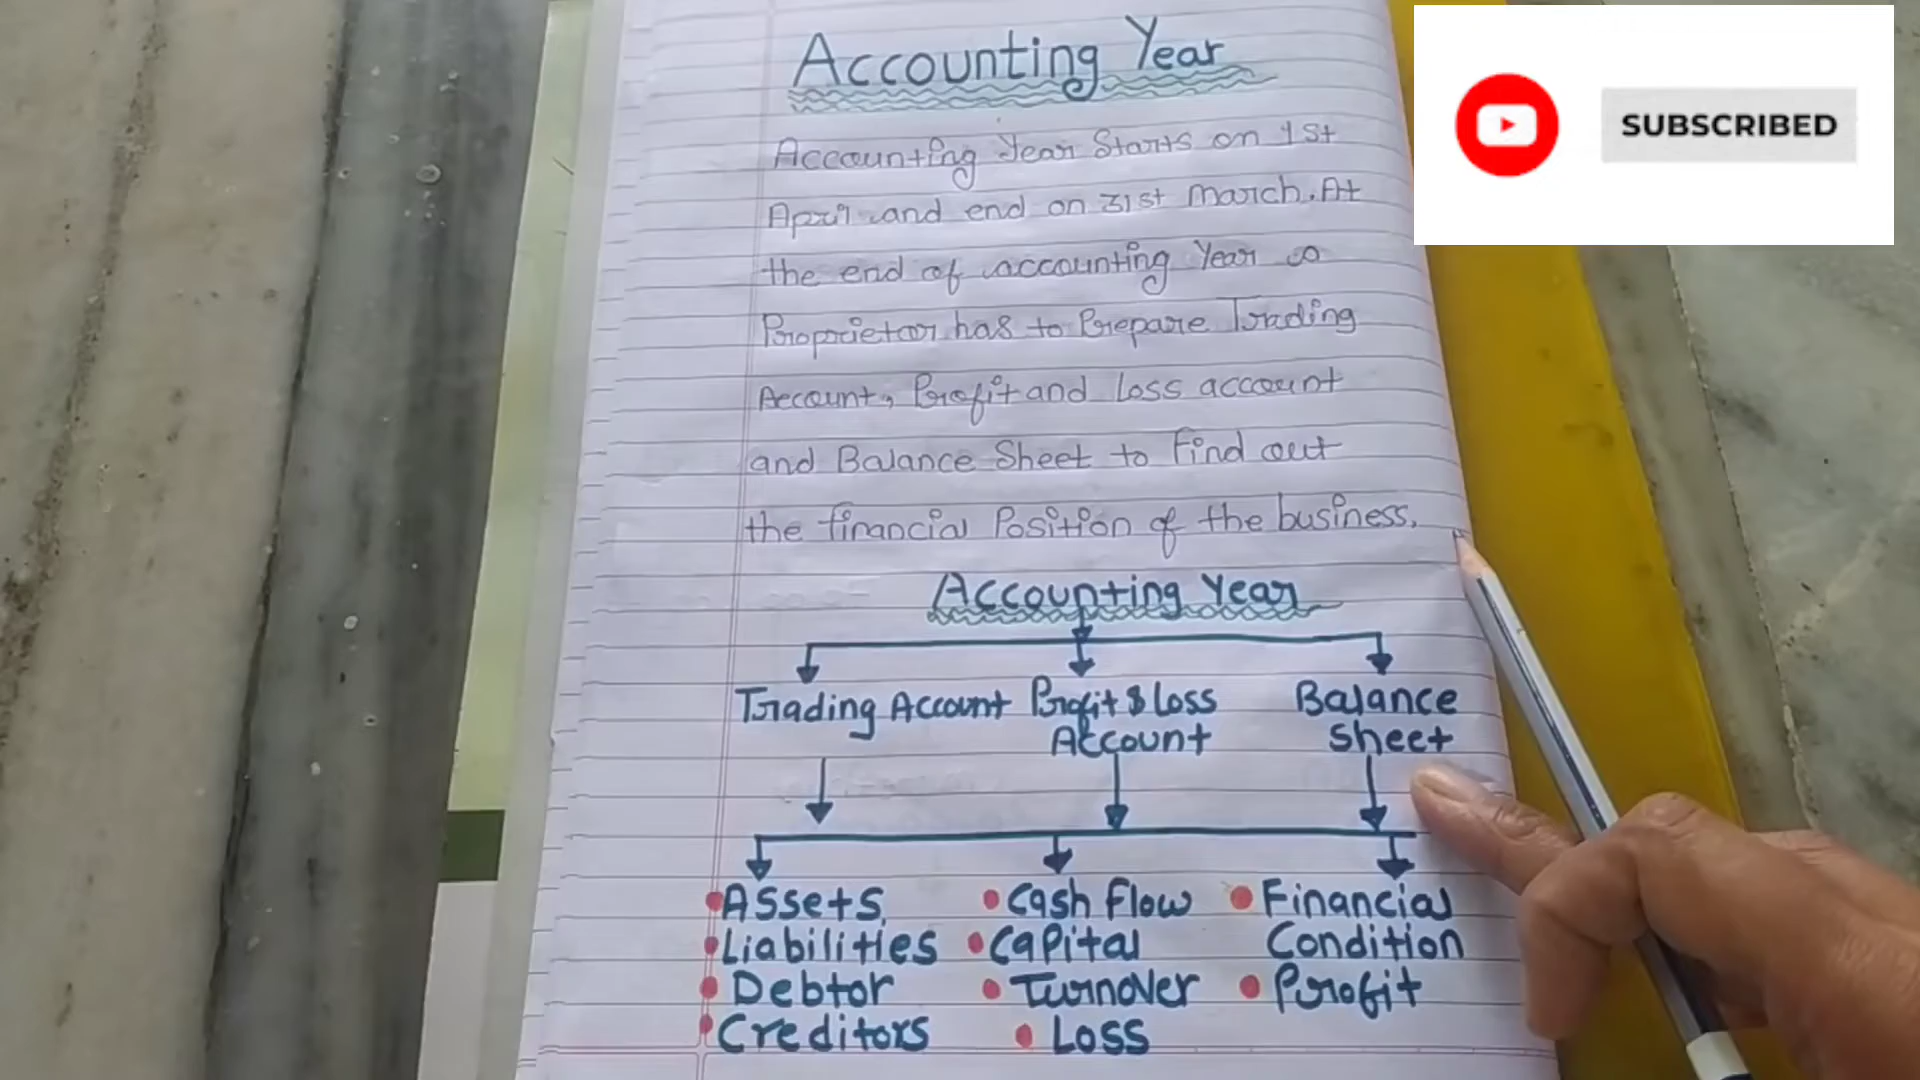 Accounting Year
SUBSCRIBED
Accounting Year Starts on 1st
April and end on 31st March. At
the end of accounting Year a
Proprietor has to Prepare Trading
Account, Profit and Loss account
and Balance Sheet to Find out
the financial Position of the business.
Accounting Year
Trading Account Profit & Loss Account Balance Sheet
Assets, Cash flow Financial
Liabilities Capital Condition
Debtor Turnover Profit
Creditors Loss